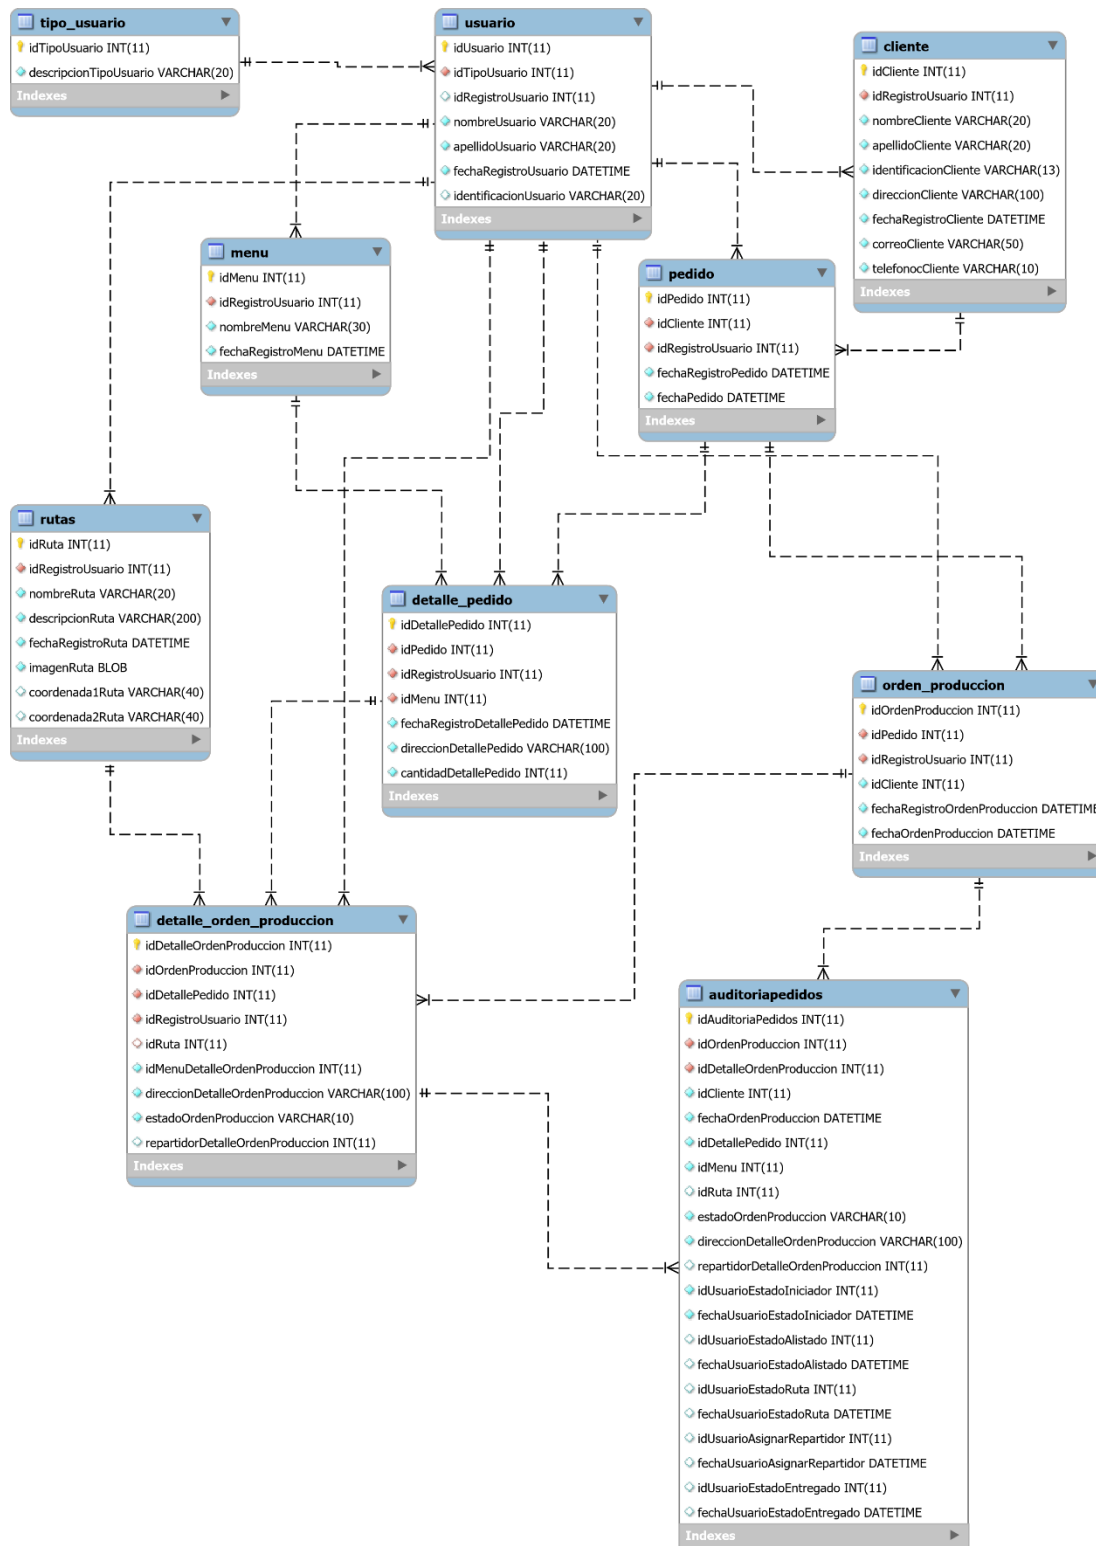 tipo_usuario
idTipoUsuario INT(11)
descripcionTipoUsuario VARCHAR(20)
Indexes
usuario
idUsuario INT(11)
idTipoUsuario INT(11)
idRegistroUsuario INT(11)
nombreUsuario VARCHAR(20)
apellidoUsuario VARCHAR(20)
fechaRegistroUsuario DATETIME
identificacionUsuario VARCHAR(20)
Indexes
cliente
idCliente INT(11)
idRegistroUsuario INT(11)
nombreCliente VARCHAR(20)
apellidoCliente VARCHAR(20)
identificacionCliente VARCHAR(13)
direccionCliente VARCHAR(100)
fechaRegistroCliente DATETIME
correoCliente VARCHAR(50)
telefonocCliente VARCHAR(10)
Indexes
menu
idMenu INT(11)
idRegistroUsuario INT(11)
nombreMenu VARCHAR(30)
fechaRegistroMenu DATETIME
Indexes
pedido
idPedido INT(11)
idCliente INT(11)
idRegistroUsuario INT(11)
fechaRegistroPedido DATETIME
fechaPedido DATETIME
Indexes
rutas
idRuta INT(11)
idRegistroUsuario INT(11)
nombreRuta VARCHAR(20)
descripcionRuta VARCHAR(200)
fechaRegistroRuta DATETIME
imagenRuta BLOB
coordenada1Ruta VARCHAR(40)
coordenada2Ruta VARCHAR(40)
Indexes
detalle_pedido
idDetallePedido INT(11)
idPedido INT(11)
idRegistroUsuario INT(11)
idMenu INT(11)
fechaRegistroDetallePedido DATETIME
direccionDetallePedido VARCHAR(100)
cantidadDetallePedido INT(11)
Indexes
orden_produccion
idOrdenProduccion INT(11)
idPedido INT(11)
idRegistroUsuario INT(11)
idCliente INT(11)
fechaRegistroOrdenProduccion DATETIME
fechaOrdenProduccion DATETIME
Indexes
detalle_orden_produccion
idDetalleOrdenProduccion INT(11)
idOrdenProduccion INT(11)
idDetallePedido INT(11)
idRegistroUsuario INT(11)
idRuta INT(11)
idMenuDetalleOrdenProduccion INT(11)
direccionDetalleOrdenProduccion VARCHAR(100)
estadoOrdenProduccion VARCHAR(10)
repartidorDetalleOrdenProduccion INT(11)
Indexes
auditoriapedidos
idAuditoriaPedidos INT(11)
idOrdenProduccion INT(11)
idDetalleOrdenProduccion INT(11)
idCliente INT(11)
fechaOrdenProduccion DATETIME
idDetallePedido INT(11)
idMenu INT(11)
idRuta INT(11)
estadoOrdenProduccion VARCHAR(10)
direccionDetalleOrdenProduccion VARCHAR(100)
repartidorDetalleOrdenProduccion INT(11)
idUsuarioEstadoIniciador INT(11)
fechaUsuarioEstadoIniciador DATETIME
idUsuarioEstadoAlistado INT(11)
fechaUsuarioEstadoAlistado DATETIME
idUsuarioEstadoRuta INT(11)
fechaUsuarioEstadoRuta DATETIME
idUsuarioAsignarRepartidor INT(11)
fechaUsuarioAsignarRepartidor DATETIME
idUsuarioEstadoEntregado INT(11)
fechaUsuarioEstadoEntregado DATETIME
Indexes